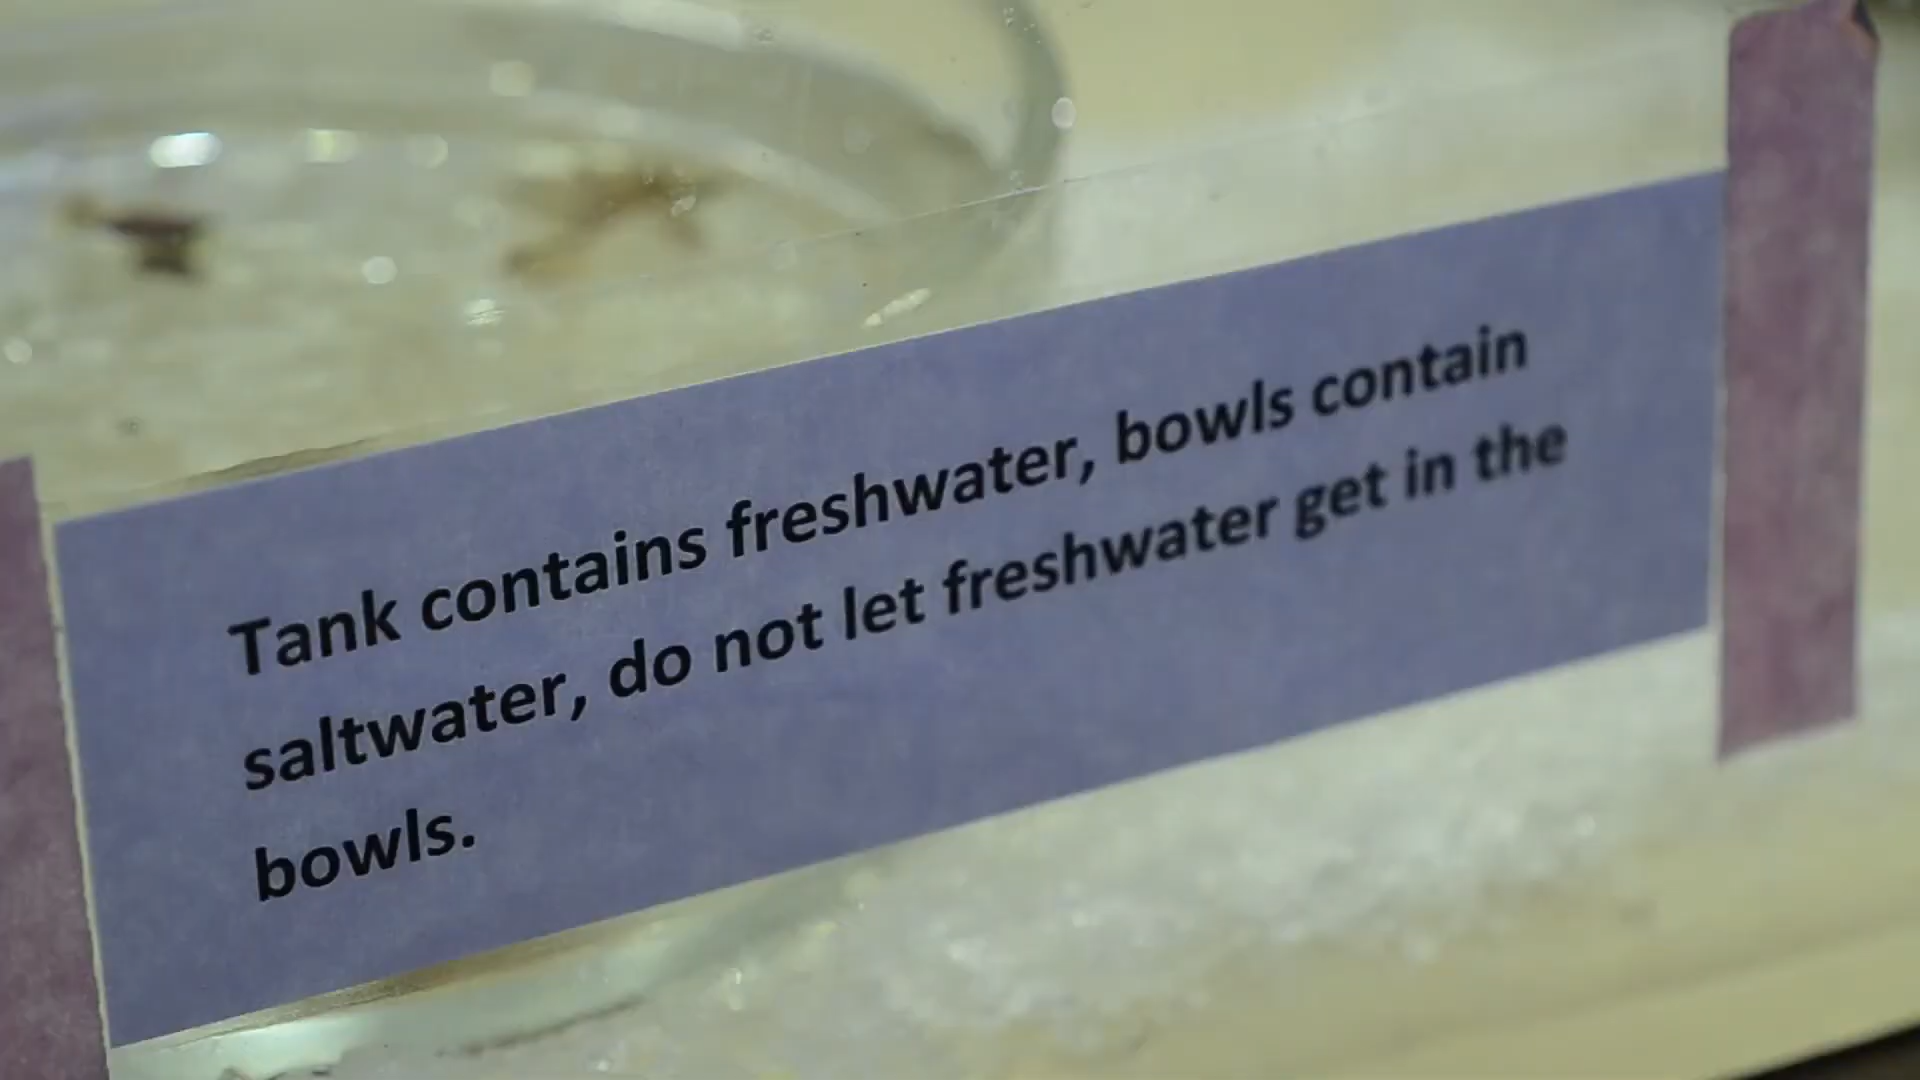 Tank contains freshwater, bowls contain
saltwater, do not let freshwater get in the
bowls.